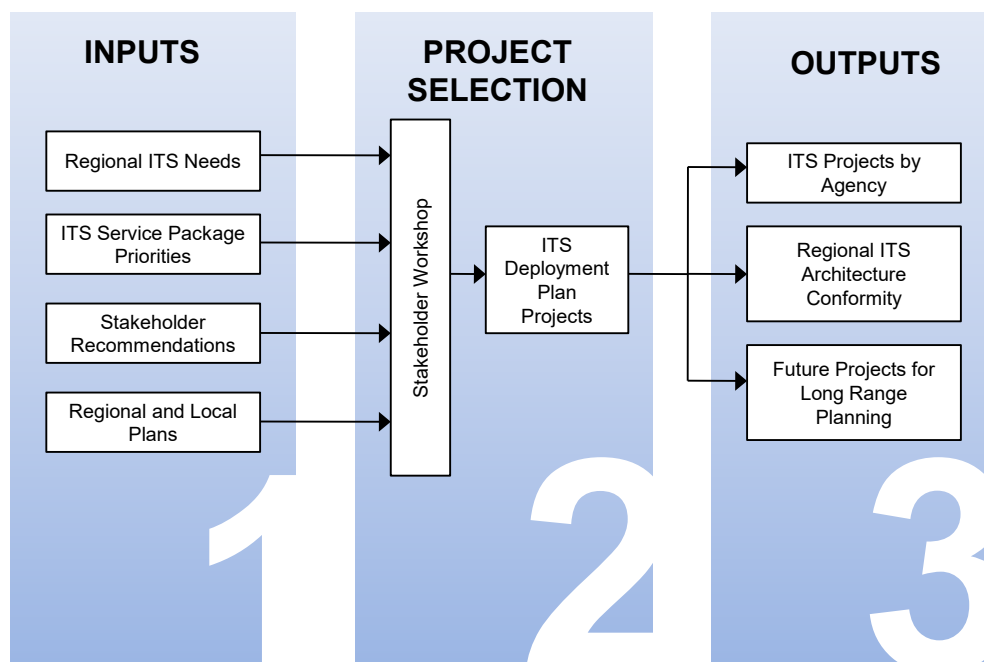 INPUTS
Regional ITS Needs
ITS Service Package
Priorities
Stakeholder
Recommendations
Regional and Local
Plans
1
PROJECT
SELECTION
Stakeholder Workshop
ITS
Deployment
Plan
Projects
2
OUTPUTS
ITS Projects by
Agency
Regional ITS
Architecture
Conformity
Future Projects for
Long Range
Planning
3